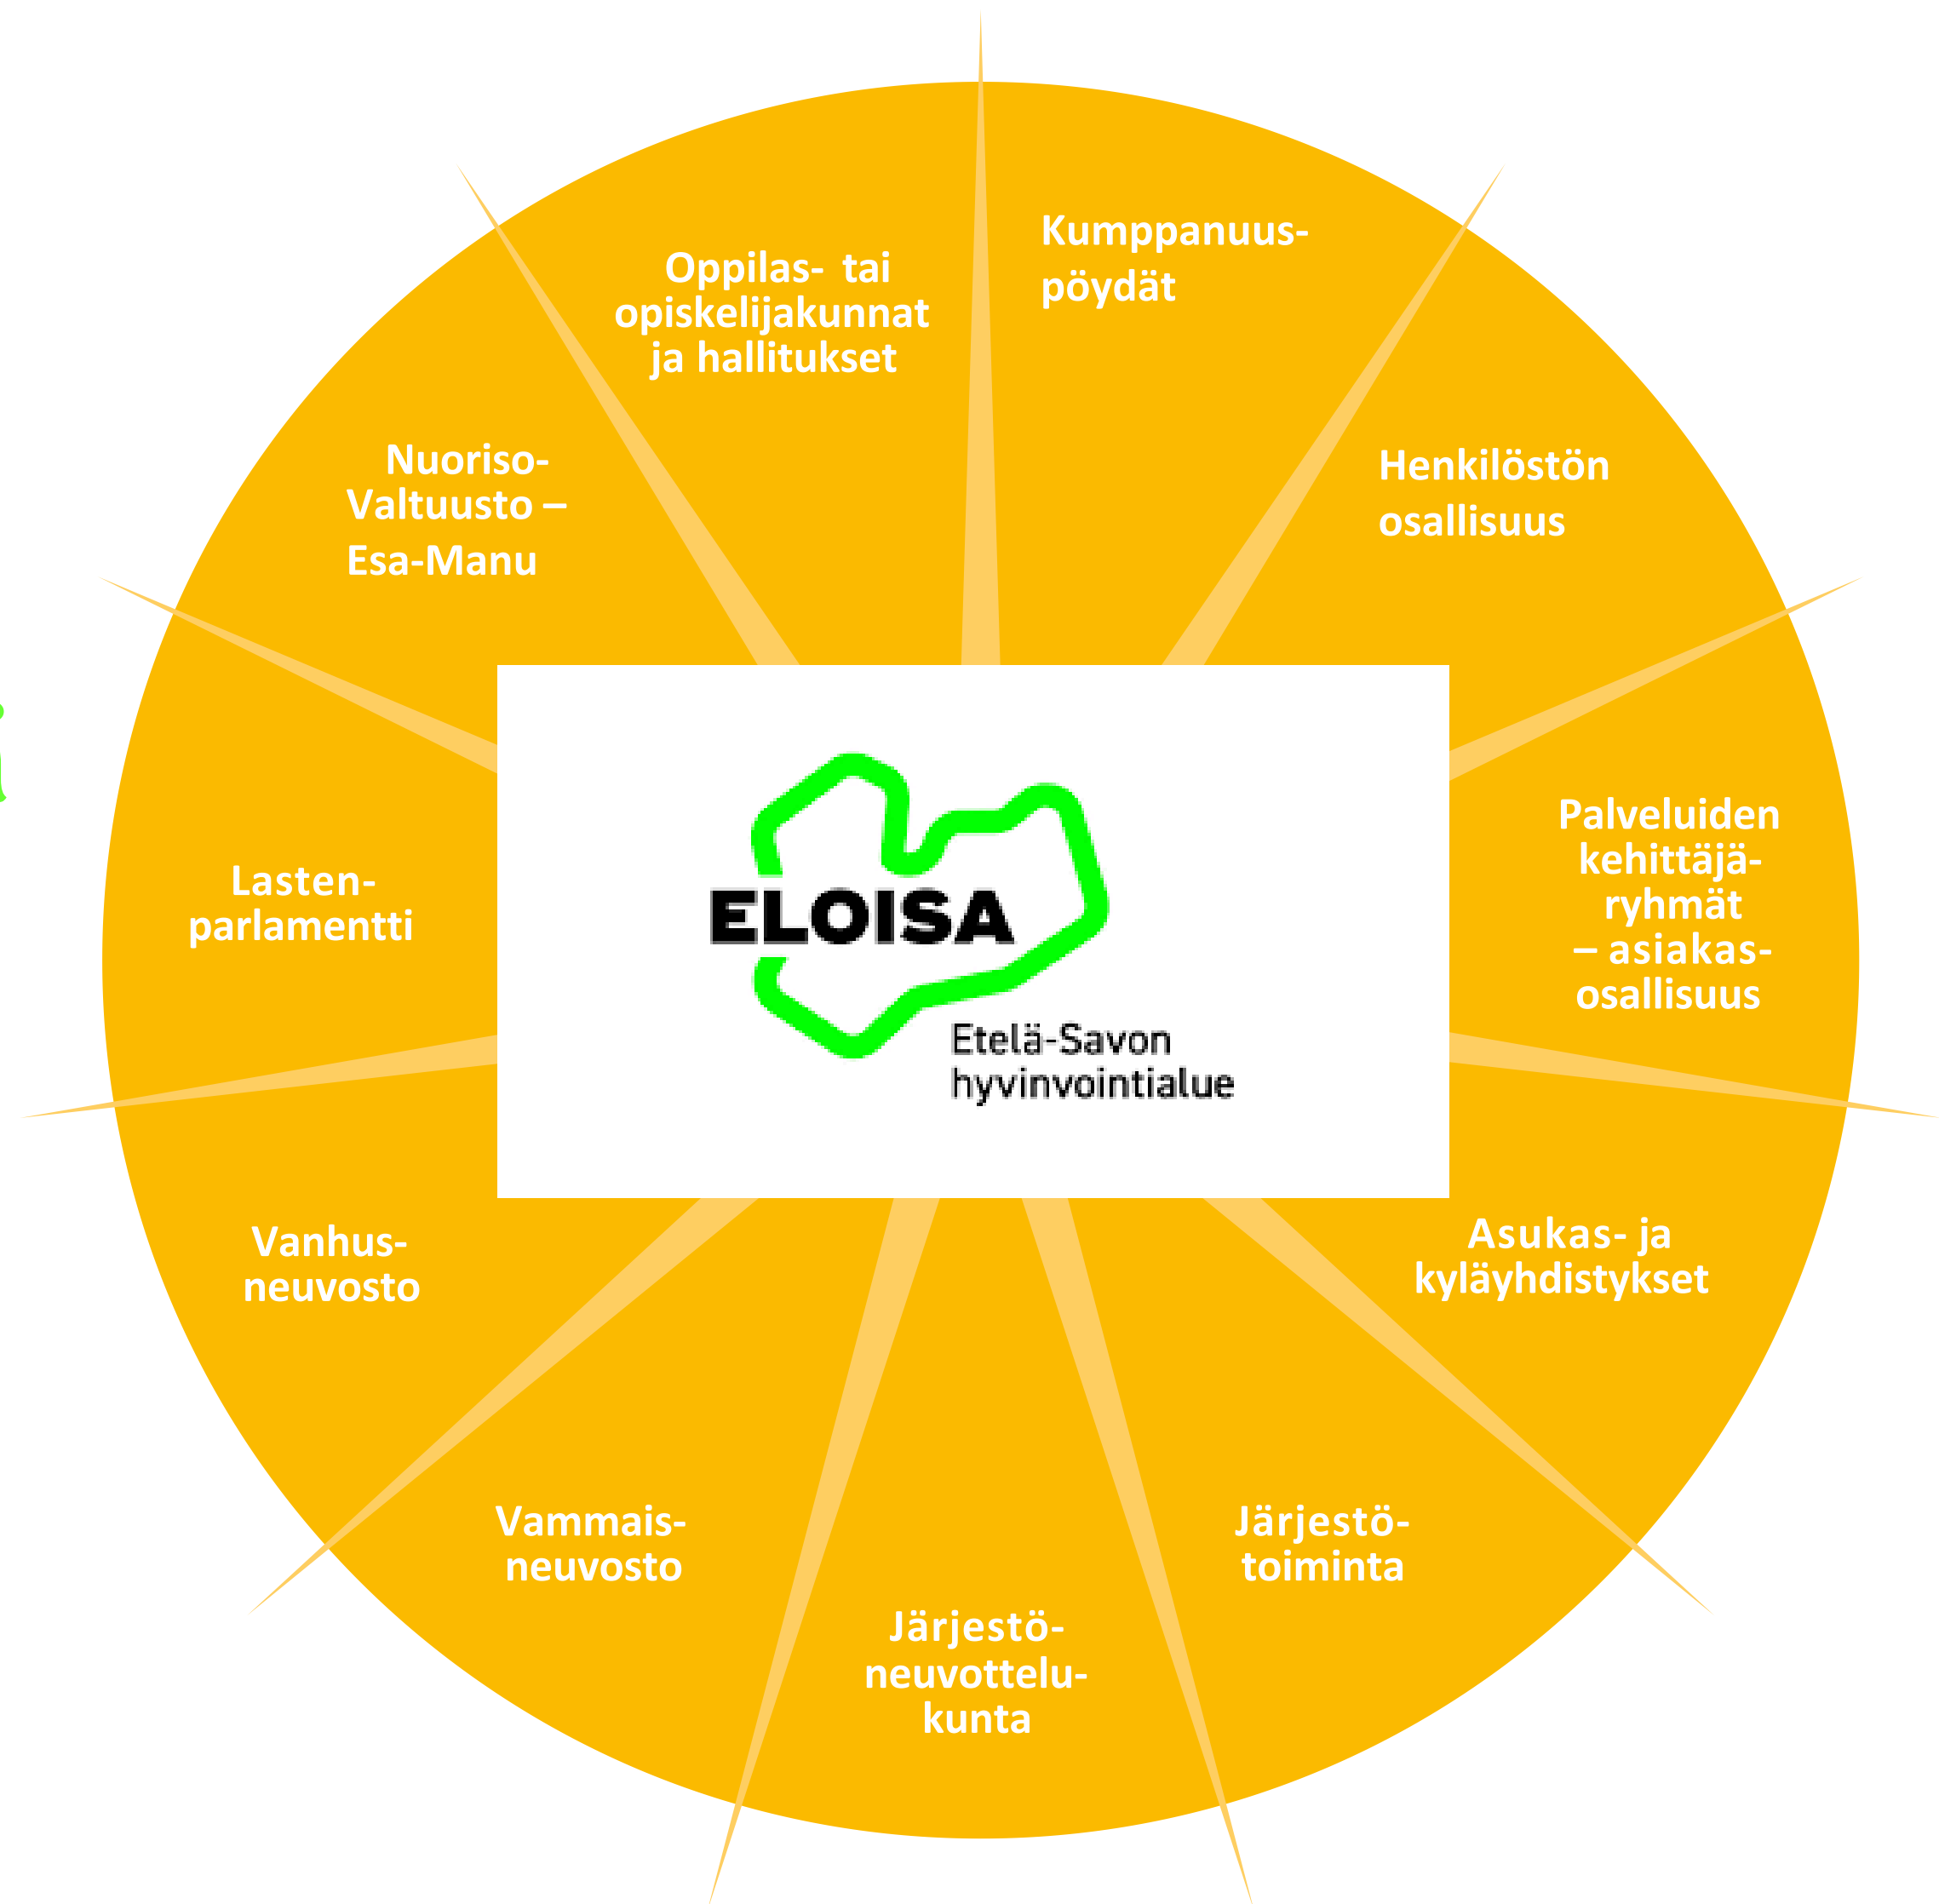 Kumppanuus-
pöydät
Henkilöstön
osallisuus
Palveluiden
kehittäjä-
ryhmät
– asiakas-
osallisuus
Asukas- ja
kyläyhdistykset
Järjestö-
toiminta
Järjestö-
neuvottelu-
kunta
Vammais-
neuvosto
Vanhus-
neuvosto
Lasten-
parlamentti
Nuoriso-
Valtuusto –
Esa-Manu
Oppilas- tai
opiskelijakunnat
ja hallitukset
ELOISA
Etelä-Savon
hyvinvointialue